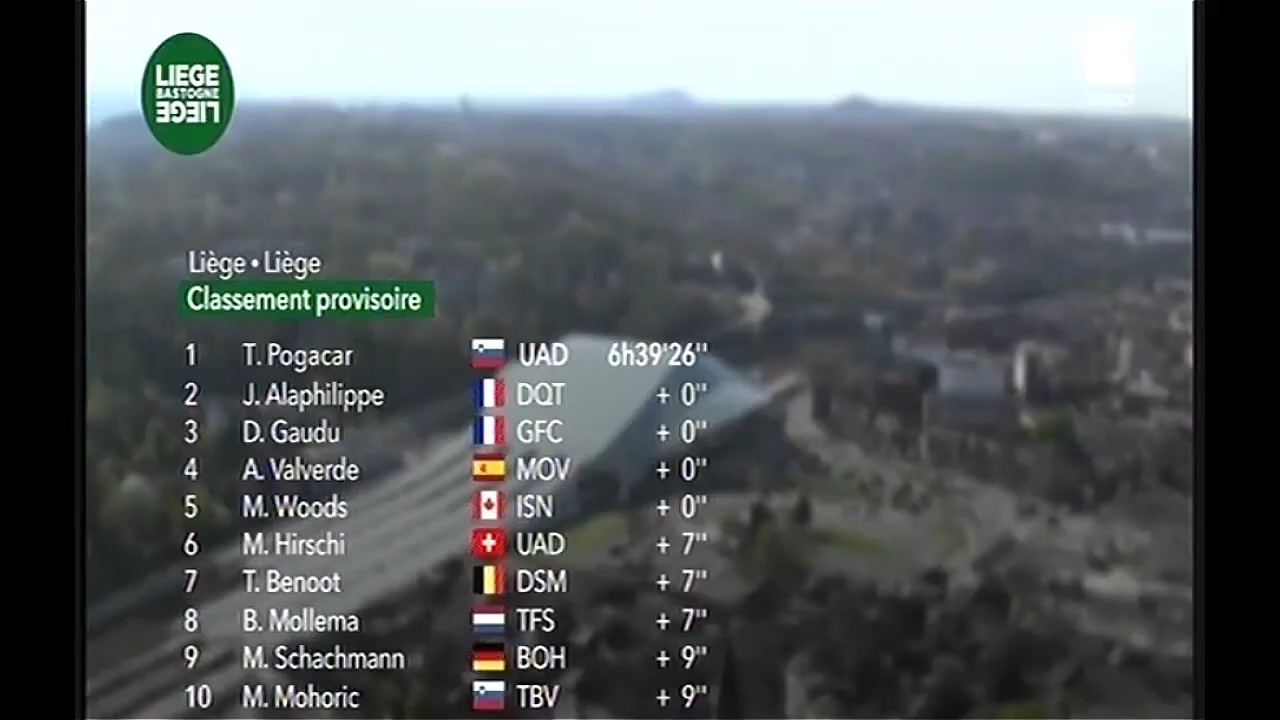 LIEGE
BASTOGNE
LIEGE
Liège • Liège
Classement provisoire
1 T. Pogacar UAD 6h39'26''
2 J. Alaphilippe DQT + 0''
3 D. Gaudu GFC + 0''
4 A. Valverde MOV + 0''
5 M. Woods ISN + 0''
6 M. Hirschi UAD + 7''
7 T. Benoot DSM + 7''
8 B. Mollema TFS + 7''
9 M. Schachmann BOH + 9''
10 M. Mohoric TBV + 9''